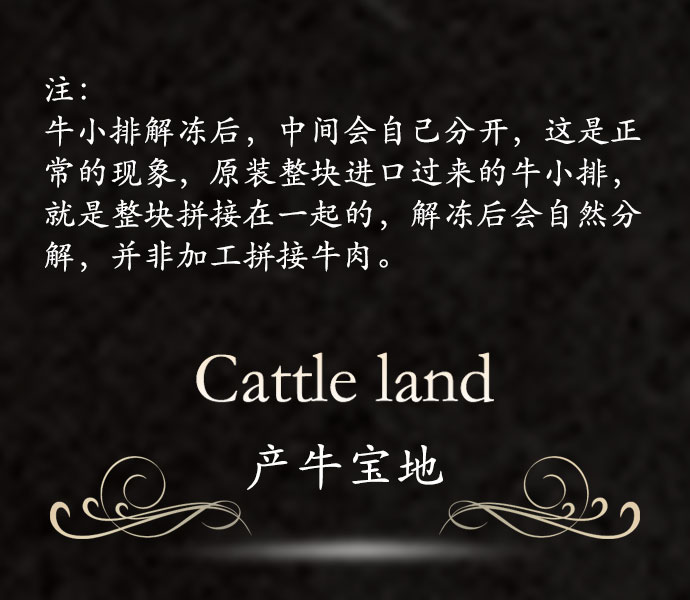 注：
牛小排解冻后，中间会自己分开，这是正
常的现象，原装整块进口过来的牛小排，
就是整块拼接在一起的，解冻后会自然分
解，并非加工拼接牛肉。
Cattle land
产牛宝地